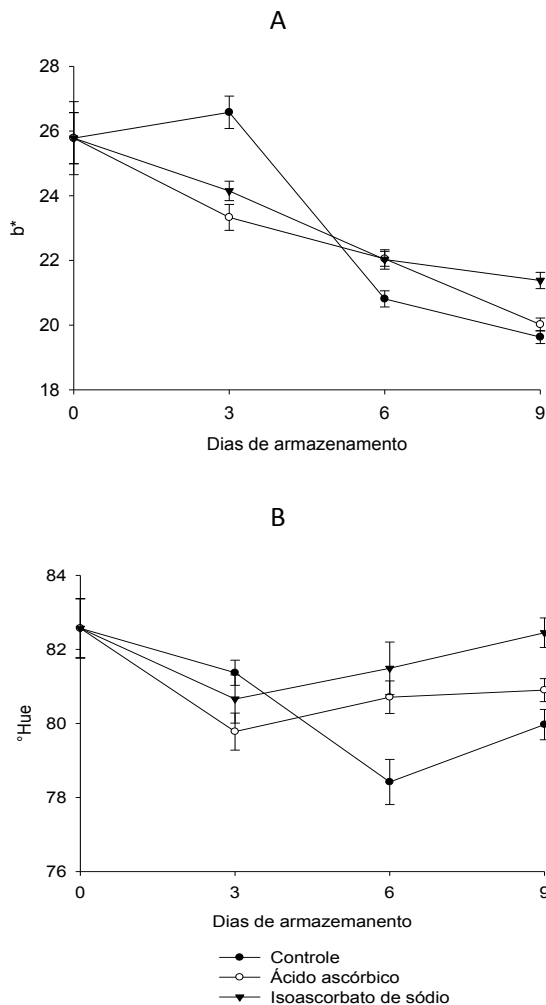 A
28
26
24
22
20
18
b*
0 3 6 9
Dias de armazenamento
B
84
82
80
78
76
°Hue
0 3 6 9
Dias de armazemanento
Controle
Ácido ascórbico
Isoascorbato de sódio